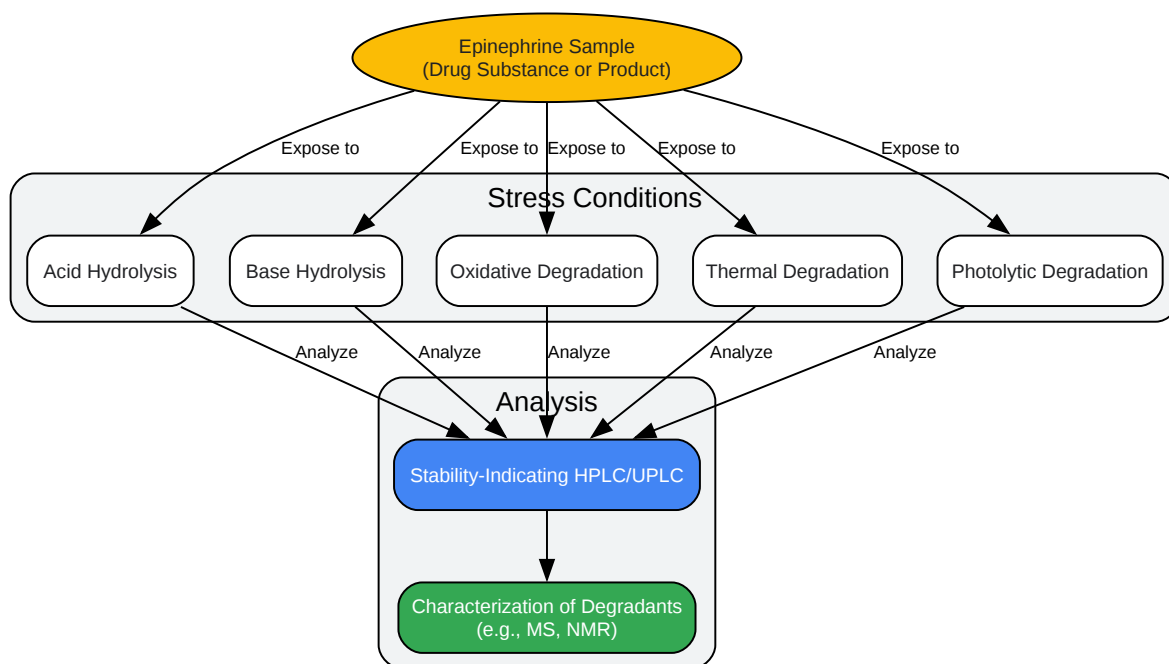 Epinephrine Sample
(Drug Substance or Product)
Expose to
Expose to
Expose to
Expose to
Expose to
Stress Conditions
Acid Hydrolysis
Base Hydrolysis
Oxidative Degradation
Thermal Degradation
Photolytic Degradation
Analyze
Analyze
Analyze
Analyze
Analyze
Analysis
Stability-Indicating HPLC/UPLC
Characterization of Degradants
(e.g., MS, NMR)